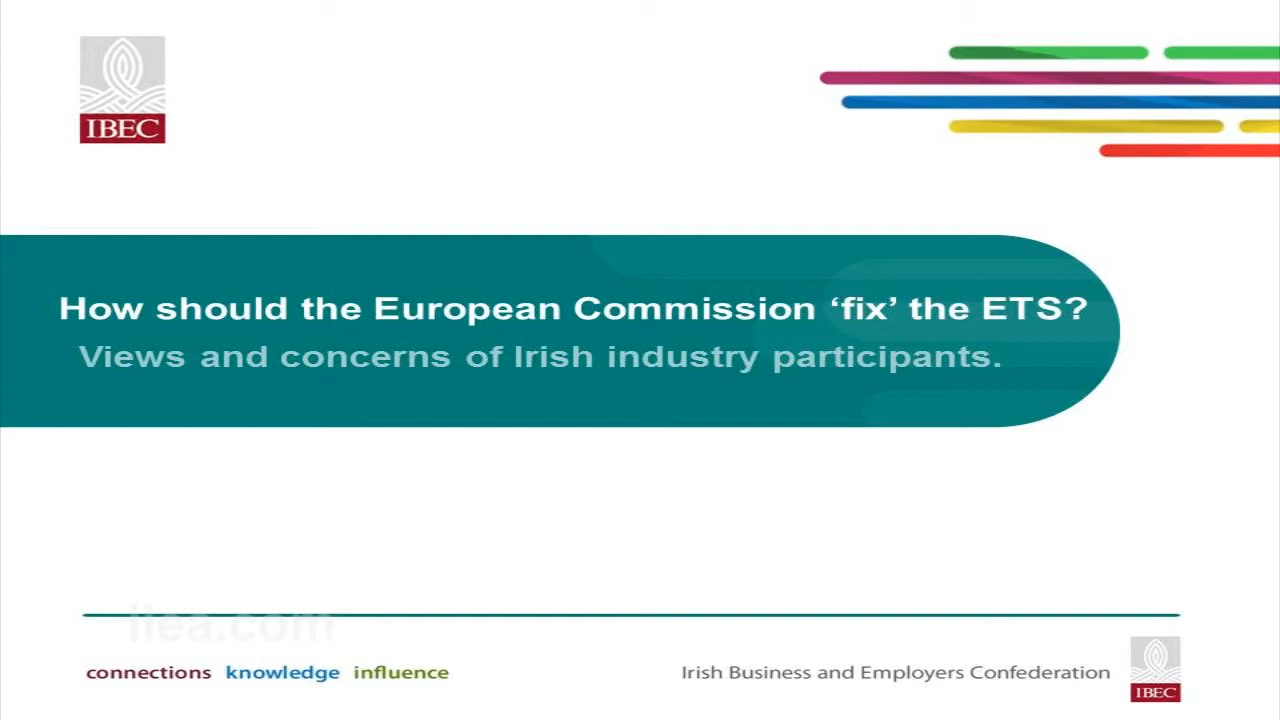 IBEC
How should the European Commission ‘fix’ the ETS?
Views and concerns of Irish industry participants.
iiea.com
connections knowledge influence
Irish Business and Employers Confederation
IBEC